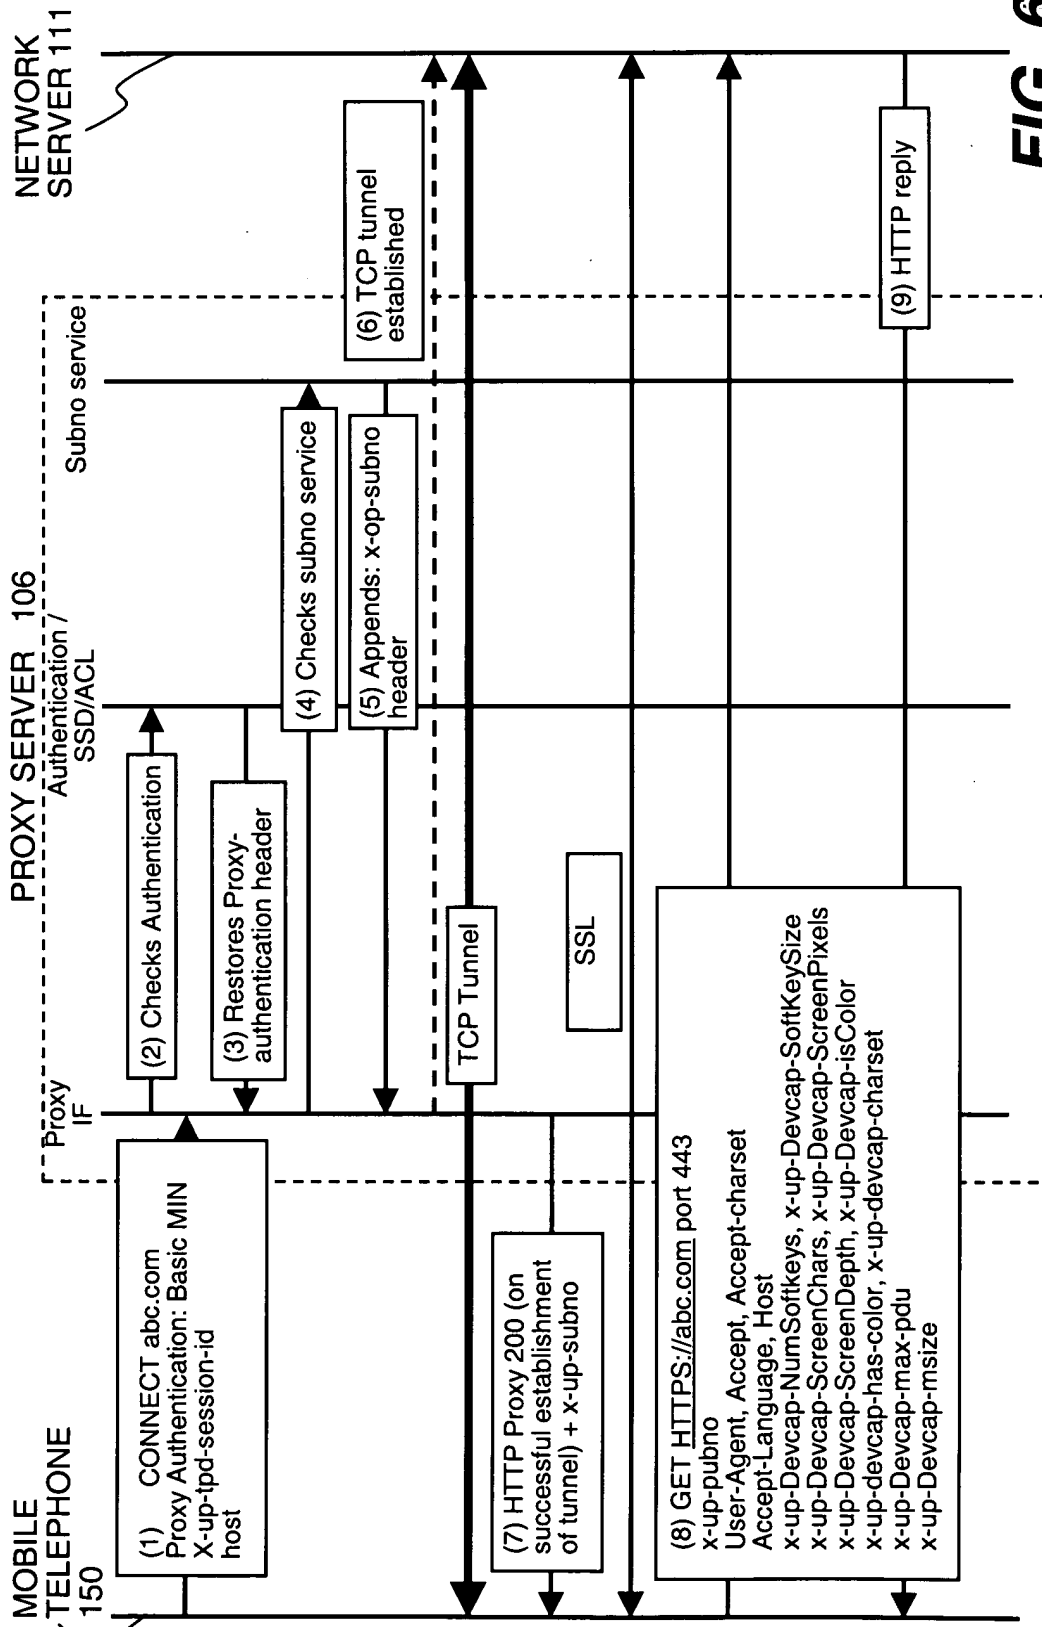 MOBILE
TELEPHONE
150
PROXY SERVER 106
NETWORK
SERVER 111
Proxy
IF
Authentication /
SSD/ACL
Subno service
(1) CONNECT abc.com
Proxy Authentication: Basic MIN
X-up-tpd-session-id
host
(2) Checks Authentication
(3) Restores Proxy-
authentication header
(4) Checks subno service
(5) Appends: x-op-subno
header
(6) TCP tunnel
established
TCP Tunnel
(7) HTTP Proxy 200 (on
successful establishment
of tunnel) + x-up-subno
SSL
(8) GET HTTPS://abc.com port 443
x-up-pubno
User-Agent, Accept, Accept-charset
Accept-Language, Host
x-up-Devcap-NumSoftkeys, x-up-Devcap-SoftKeySize
x-up-Devcap-ScreenChars, x-up-Devcap-ScreenPixels
x-up-Devcap-ScreenDepth, x-up-Devcap-isColor
x-up-devcap-has-color, x-up-devcap-charset
x-up-Devcap-max-pdu
x-up-Devcap-msize
(9) HTTP reply
FIG_6